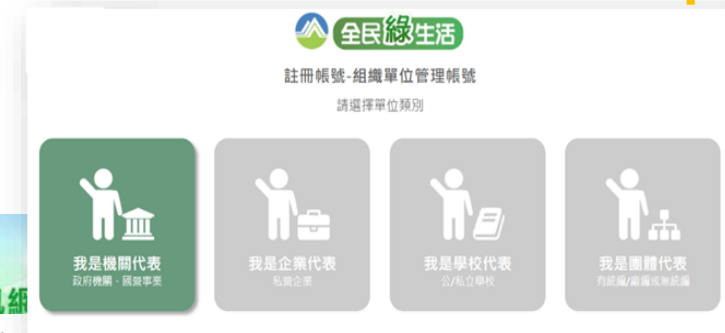 全民綠生活
註冊帳號-組織單位管理帳號
請選擇單位類別
我是機關代表
政府機關、國營事業
我是企業代表
私營企業
我是學校代表
公/私立學校
我是團體代表
有統編/扁編或無統編
網